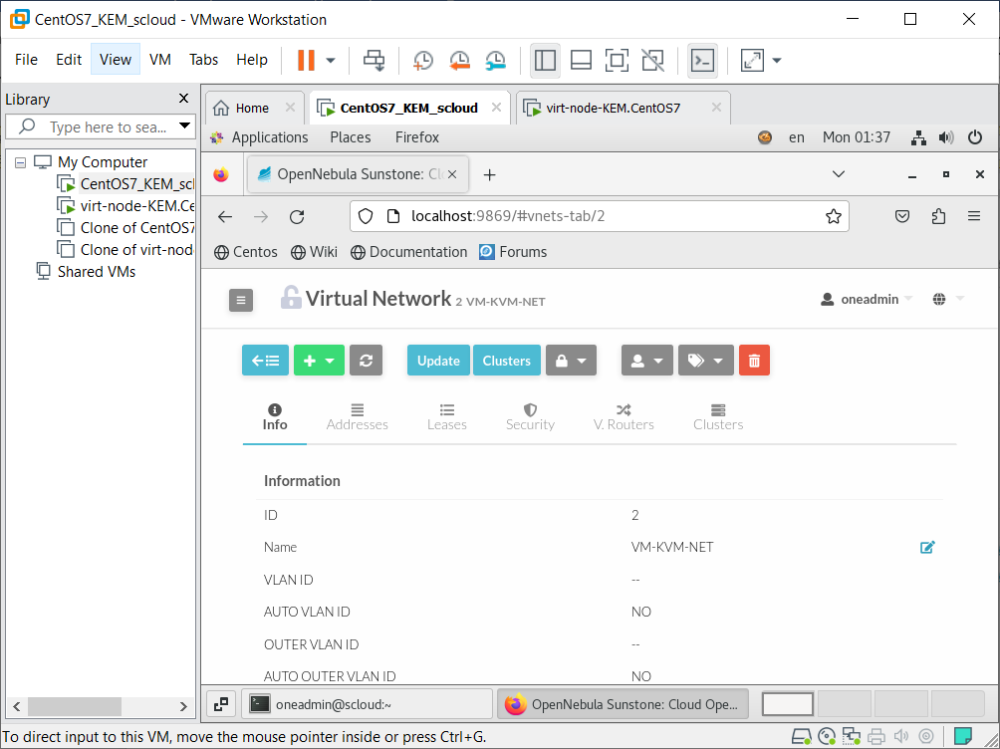 CentOS7_KEM_scloud - VMware Workstation
File Edit View VM Tabs Help
Library
Type here to sea...
My Computer
CentOS7_KEM_scl
virt-node-KEM.Ce
Clone of CentOS7
Clone of virt-nod
Shared VMs
Home CentOS7_KEM_scloud virt-node-KEM.CentOS7
Applications Places Firefox en Mon 01:37
OpenNebula Sunstone: Clo
localhost:9869/#vnets-tab/2
Centos Wiki Documentation Forums
Virtual Network 2 VM-KVM-NET oneadmin
Update Clusters
Info Addresses Leases Security V. Routers Clusters
Information
ID 2
Name VM-KVM-NET
VLAN ID --
AUTO VLAN ID NO
OUTER VLAN ID --
AUTO OUTER VLAN ID NO
oneadmin@scloud:~ OpenNebula Sunstone: Cloud Ope...
To direct input to this VM, move the mouse pointer inside or press Ctrl+G.